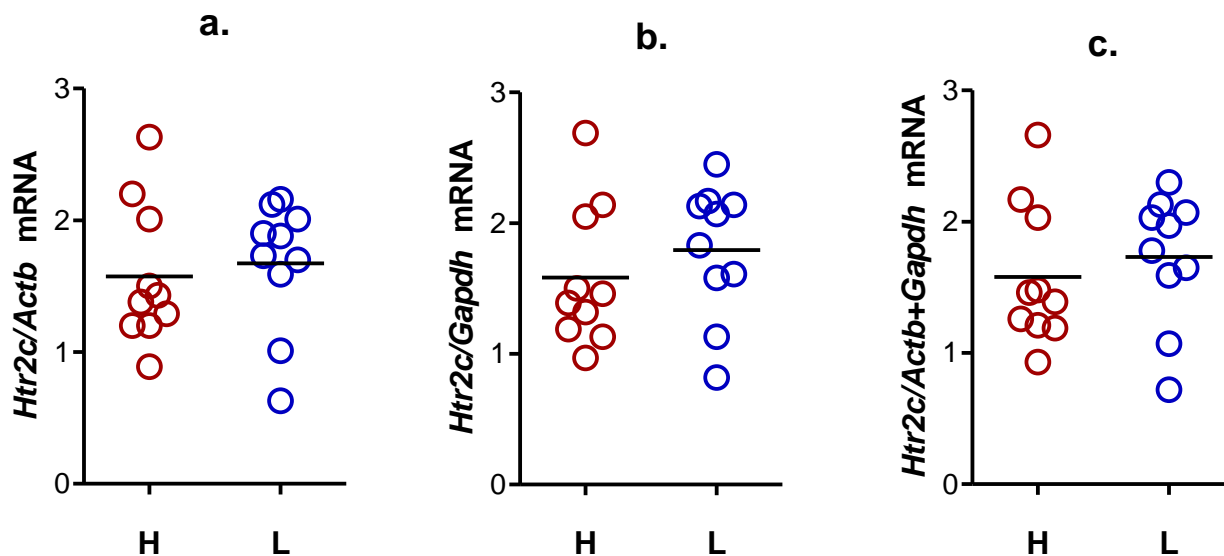 a.
Htr2c/Actb mRNA
3
2
1
0
H L
b.
Htr2c/Gapdh mRNA
3
2
1
0
H L
c.
Htr2c/Actb+Gapdh mRNA
3
2
1
0
H L